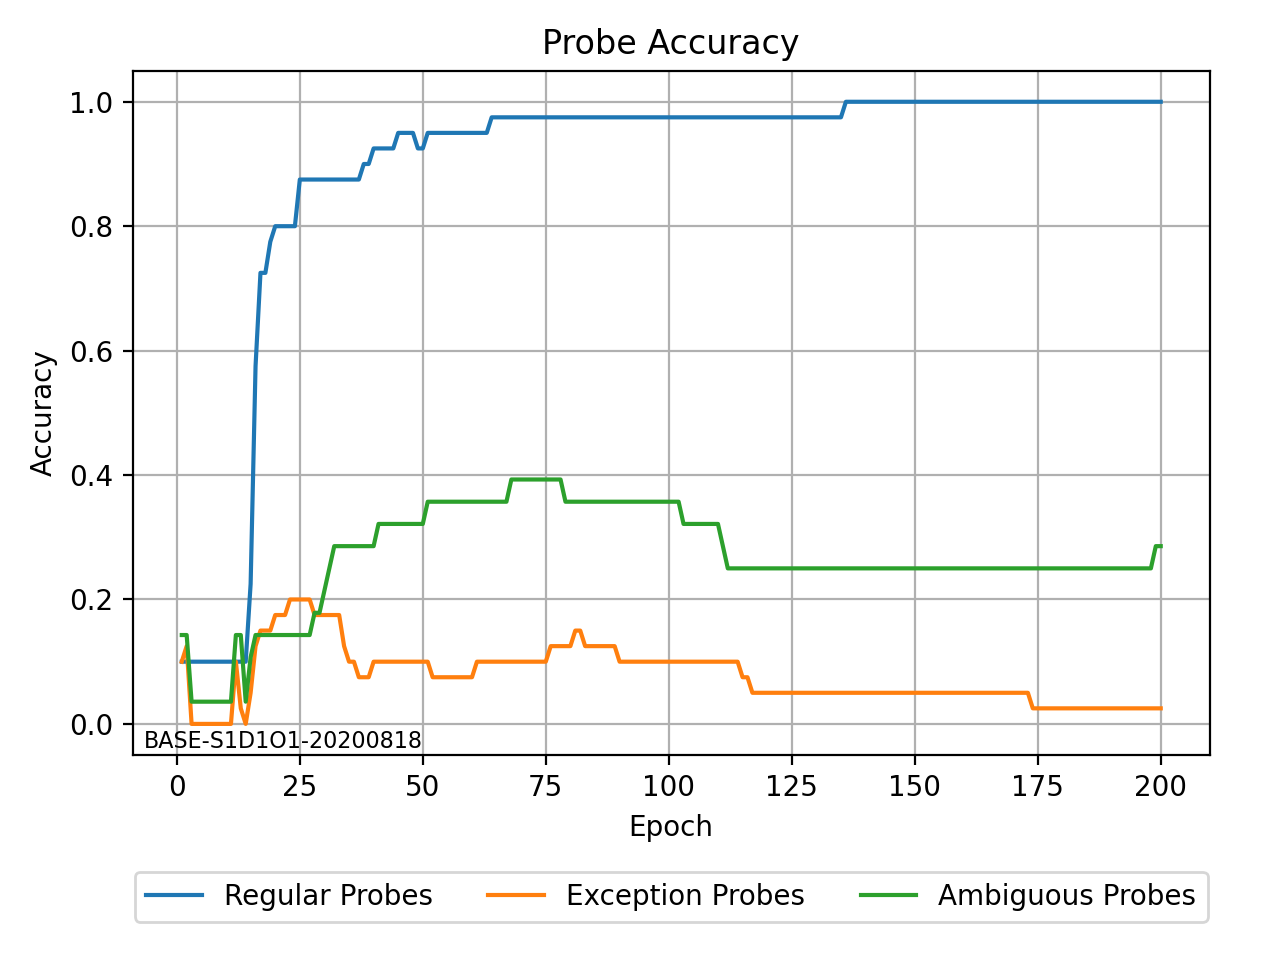 Probe Accuracy
1.0
0.8
0.6
0.4
0.2
0.0
Accuracy
BASE-S1D1O1-20200818
0 25 50 75 100 125 150 175 200
Epoch
Regular Probes Exception Probes Ambiguous Probes